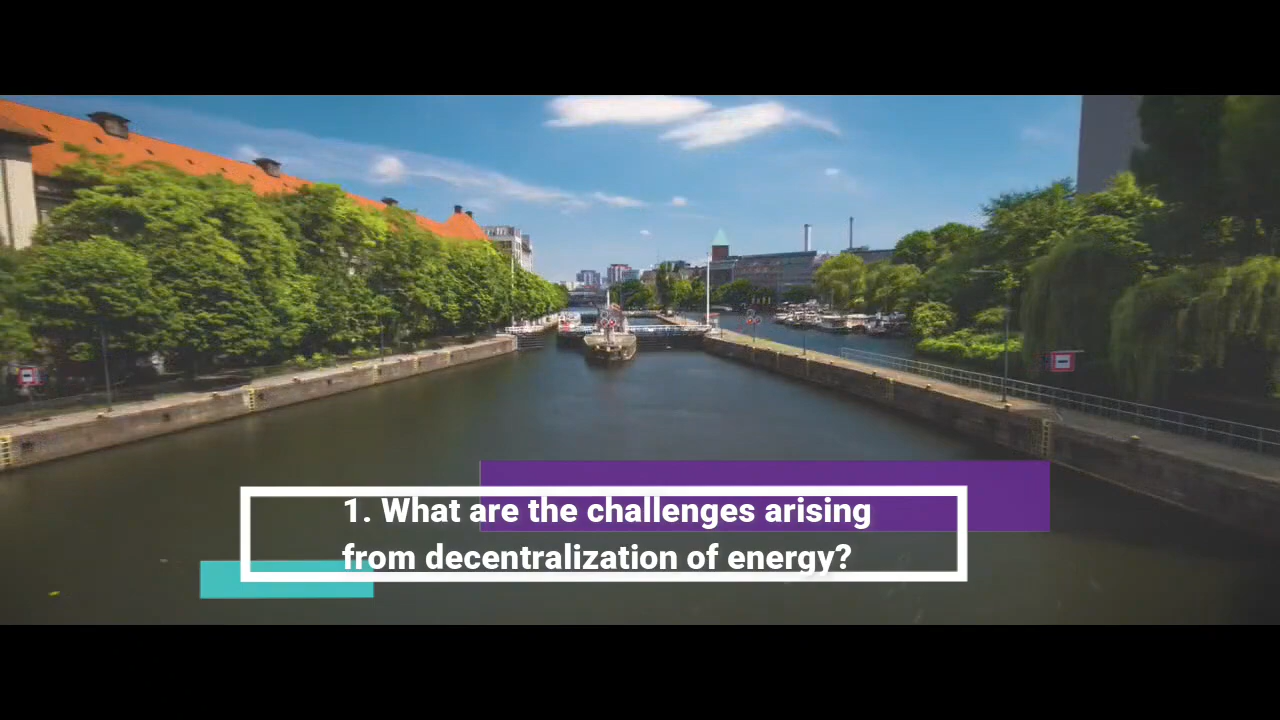 1. What are the challenges arising
from decentralization of energy?